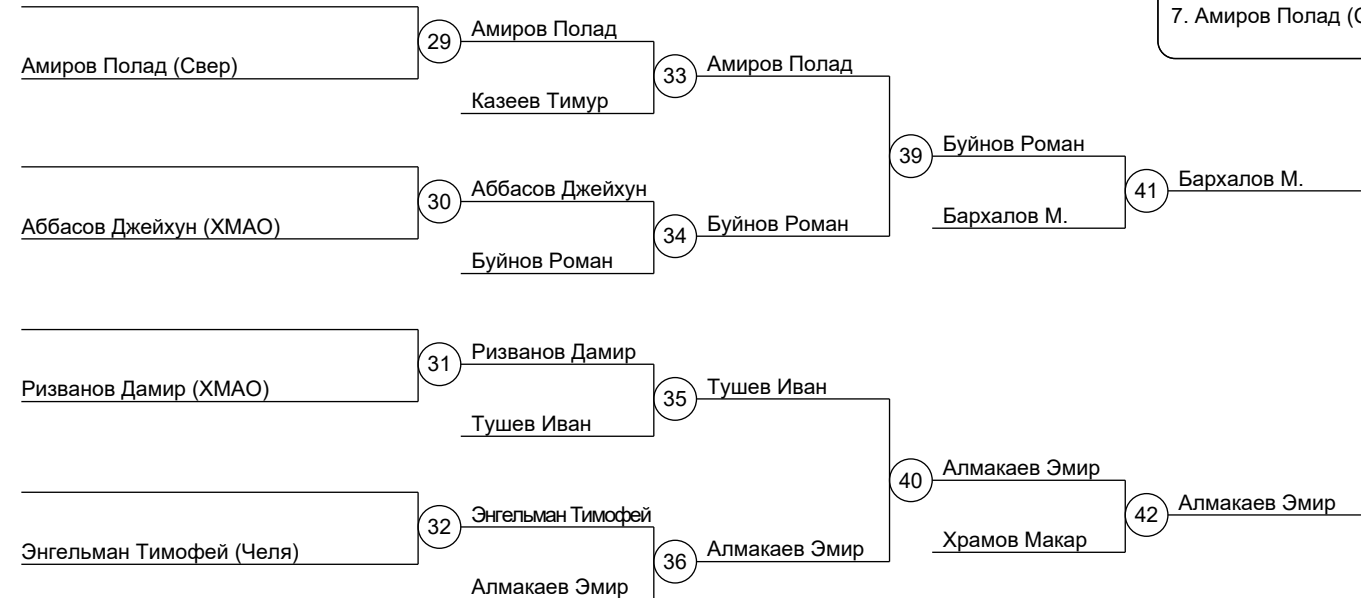 7. Амиров Полад (С
Амиров Полад (Свер)
29
Амиров Полад
Казеев Тимур
33
Амиров Полад
Аббасов Джейхун (ХМАО)
30
Аббасов Джейхун
Буйнов Роман
34
Буйнов Роман
39
Буйнов Роман
Бархалов М.
41
Бархалов М.
Ризванов Дамир (ХМАО)
31
Ризванов Дамир
Тушев Иван
35
Тушев Иван
Энгельман Тимофей (Челя)
32
Энгельман Тимофей
Алмакаев Эмир
36
Алмакаев Эмир
40
Алмакаев Эмир
Храмов Макар
42
Алмакаев Эмир